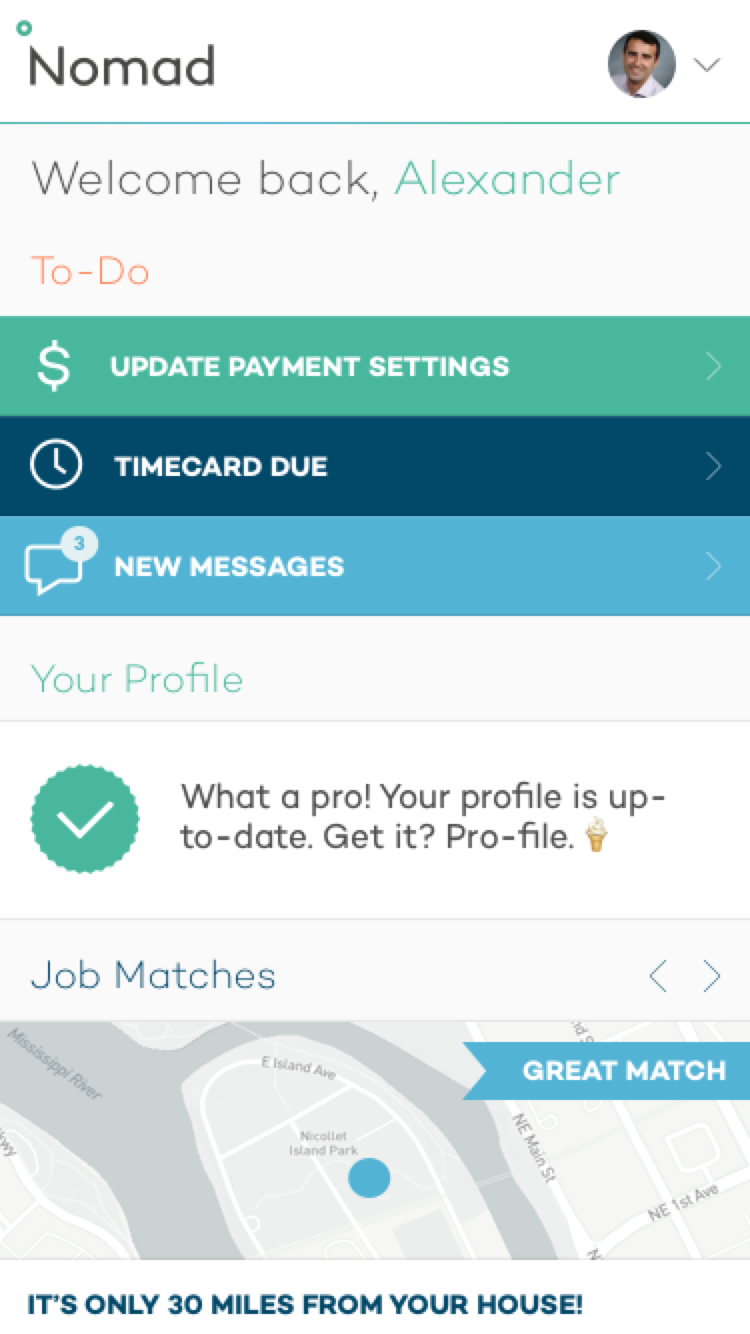 Nomad
Welcome back, Alexander
To-Do
$ UPDATE PAYMENT SETTINGS
TIMECARD DUE
3
NEW MESSAGES
Your Profile
What a pro! Your profile is up-
to-date. Get it? Pro-file. 🍦
Job Matches
Mississippi River
E Island Ave
GREAT MATCH
Nicollet
Island Park
NE Main St
NE 1st Ave
IT'S ONLY 30 MILES FROM YOUR HOUSE!